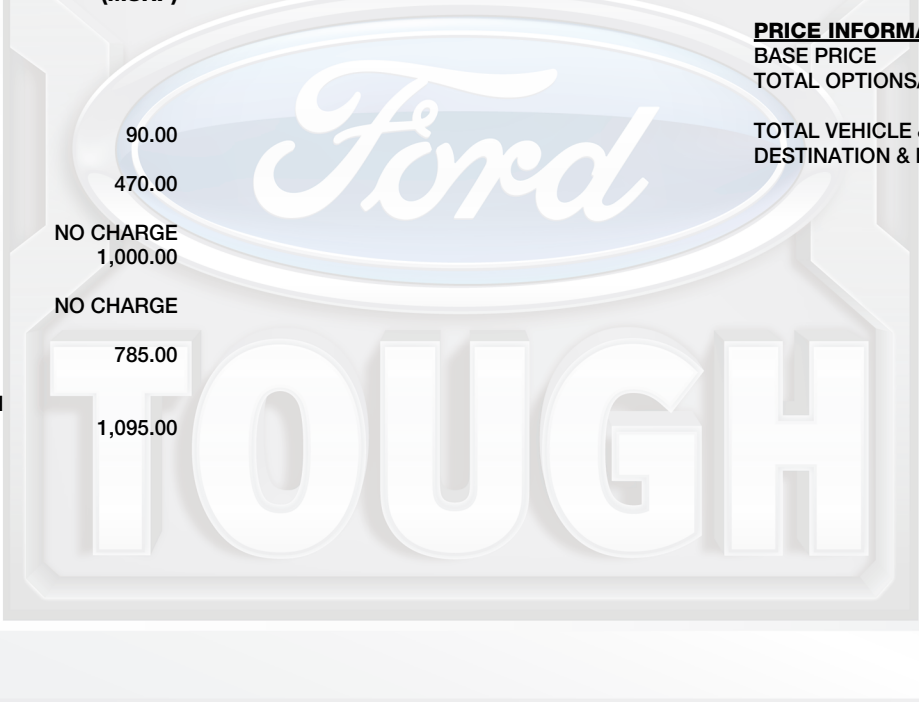 (MSRP)
90.00
470.00
NO CHARGE
1,000.00
NO CHARGE
785.00
1,095.00
PRICE INFORMA
BASE PRICE
TOTAL OPTIONS
TOTAL VEHICLE &
DESTINATION &
Ford
TOUGH